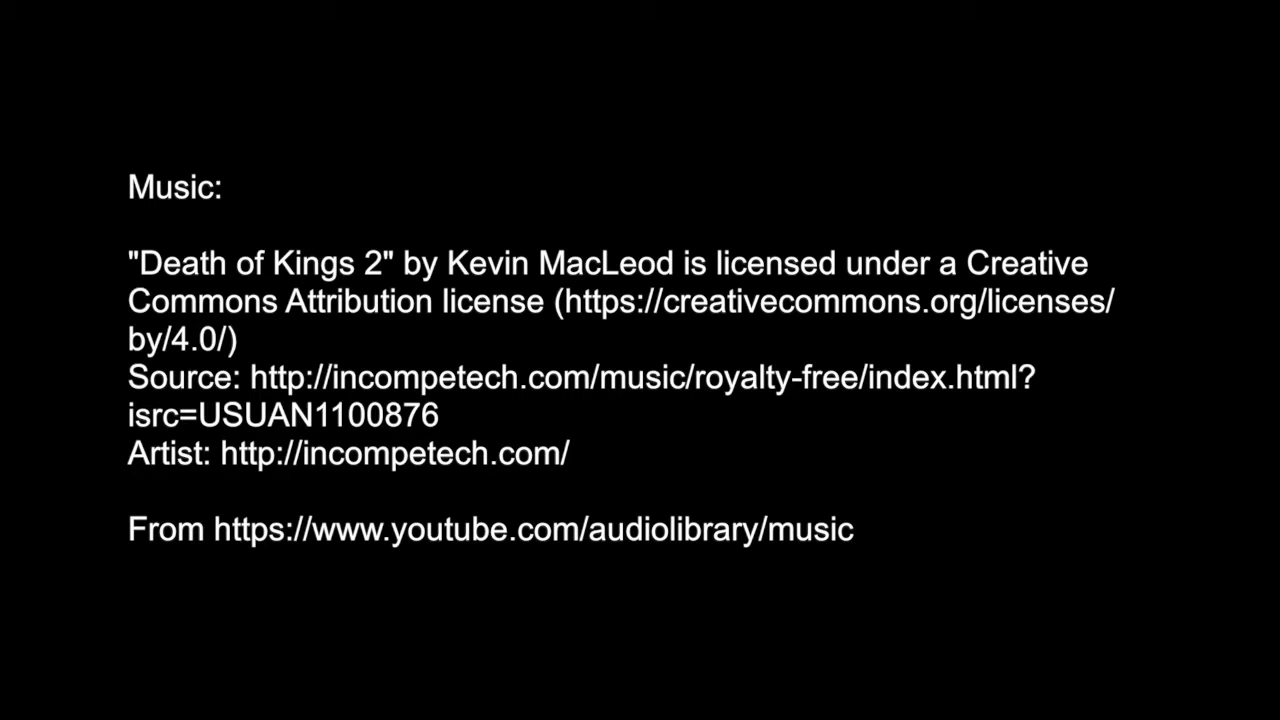 Music:
"Death of Kings 2" by Kevin MacLeod is licensed under a Creative
Commons Attribution license (https://creativecommons.org/licenses/
by/4.0/)
Source: http://incompetech.com/music/royalty-free/index.html?
isrc=USUAN1100876
Artist: http://incompetech.com/
From https://www.youtube.com/audiolibrary/music